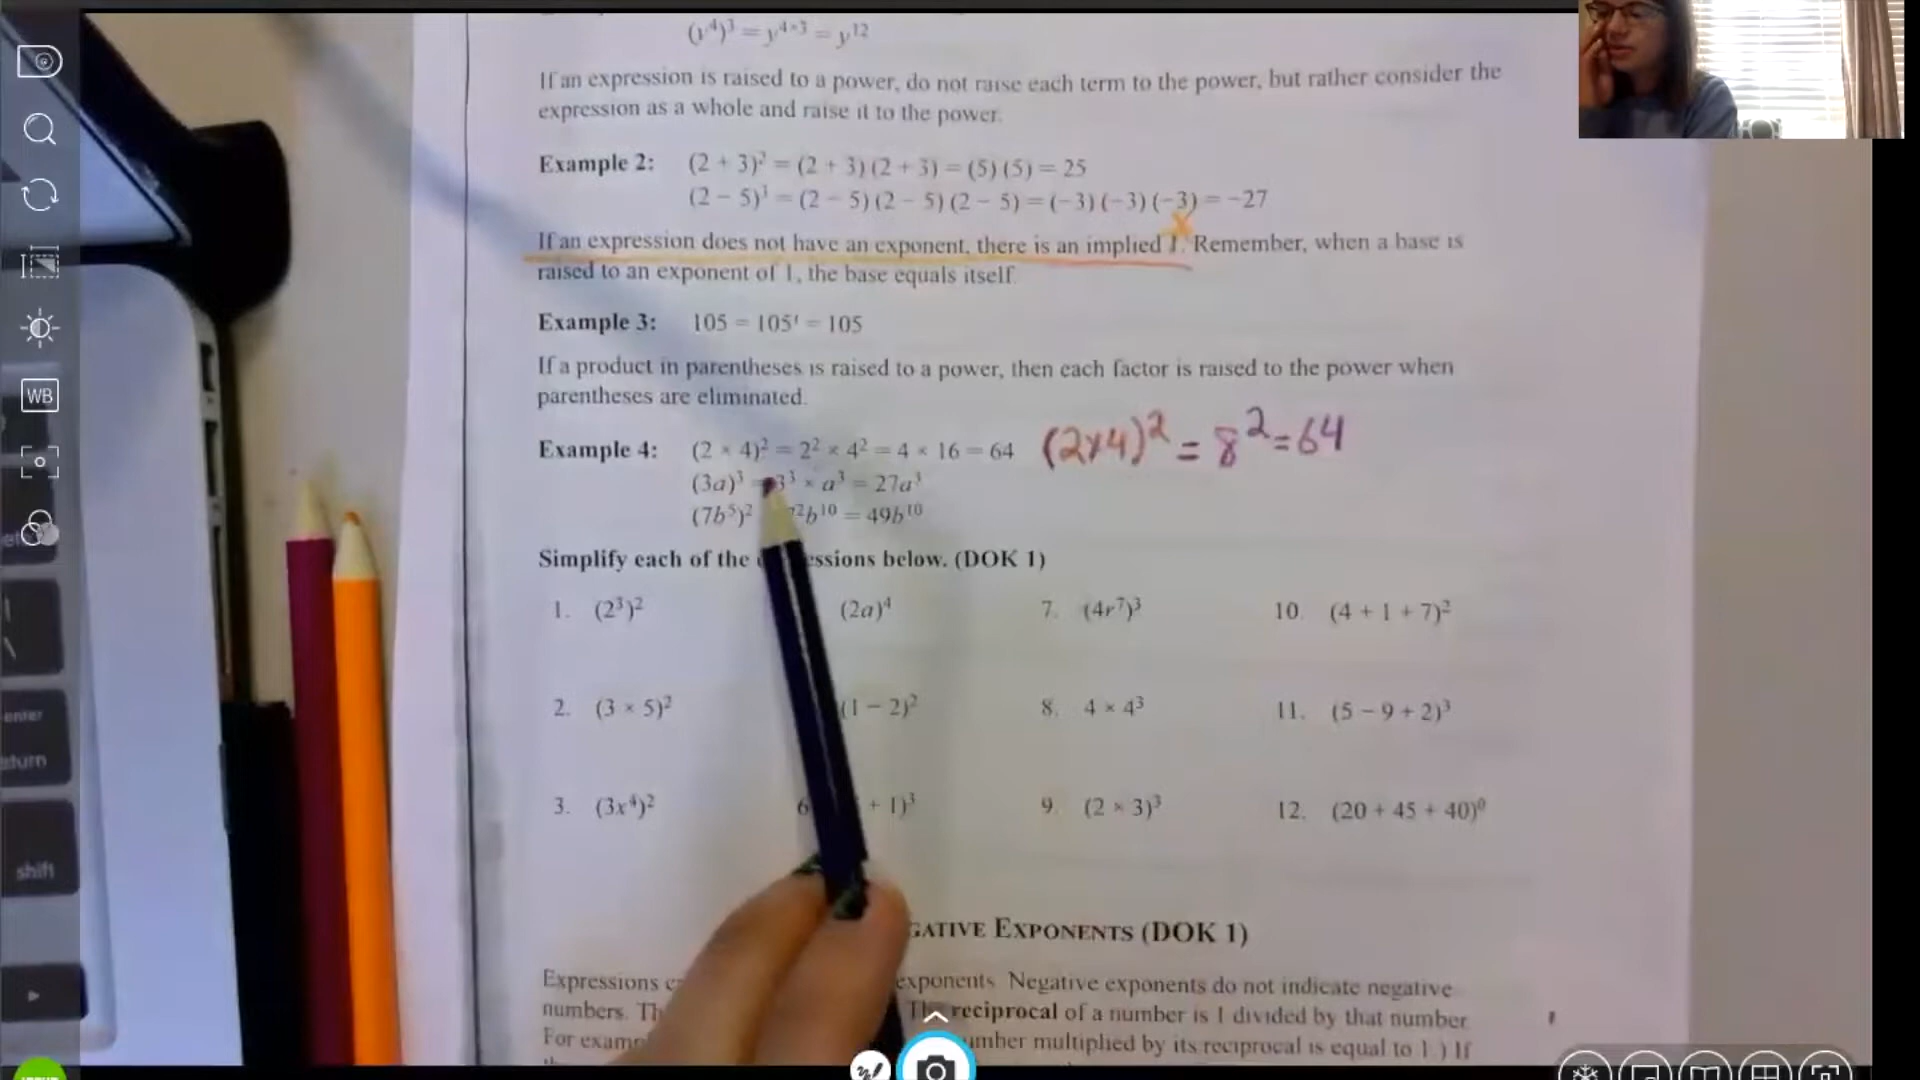 (y⁴)³ = y⁴ˣ³ = y¹²
If an expression is raised to a power, do not raise each term to the power, but rather consider the
expression as a whole and raise it to the power.
Example 2: (2 + 3)² = (2 + 3) (2 + 3) = (5) (5) = 25
(2 − 5)³ = (2 − 5) (2 − 5) (2 − 5) = (−3) (−3) (−3) = −27
If an expression does not have an exponent, there is an implied 1. Remember, when a base is
raised to an exponent of 1, the base equals itself.
Example 3: 105 = 105¹ = 105
If a product in parentheses is raised to a power, then each factor is raised to the power when
parentheses are eliminated.
Example 4: (2 × 4)² = 2² × 4² = 4 × 16 = 64 (2×4)² = 8² = 64
(3a)³ = 3³ × a³ = 27a³
(7b⁵)² ²b¹⁰ = 49b¹⁰
Simplify each of the ssions below. (DOK 1)
1. (2³)² (2a)⁴ 7. (4r⁷)³ 10. (4 + 1 + 7)²
2. (3 × 5)² (1 − 2)² 8. 4 × 4³ 11. (5 − 9 + 2)³
3. (3x⁴)² 6 + 1)³ 9. (2 × 3)³ 12. (20 + 45 + 40)⁰
GATIVE EXPONENTS (DOK 1)
Expressions exponents. Negative exponents do not indicate negative
numbers. reciprocal of a number is 1 divided by that number.
For multiplied by its reciprocal is equal to 1.) If
WB
enter
shift